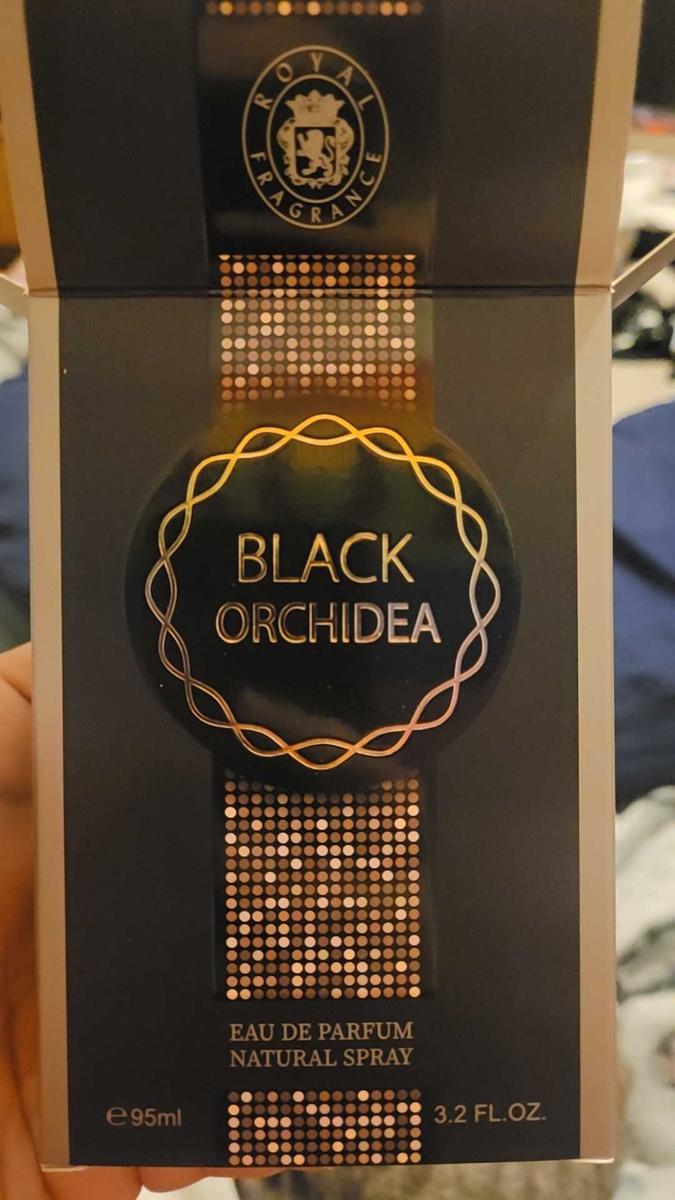 ROYAL
FRAGRANCE
BLACK
ORCHIDEA
EAU DE PARFUM
NATURAL SPRAY
℮95ml
3.2 FL.OZ.